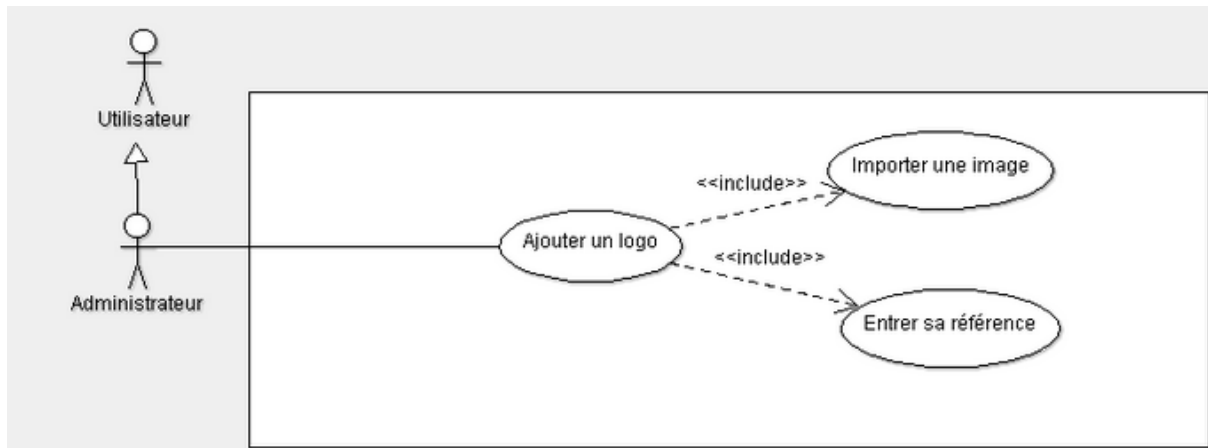 Utilisateur
Administrateur
Ajouter un logo
<<include>>
Importer une image
<<include>>
Entrer sa référence